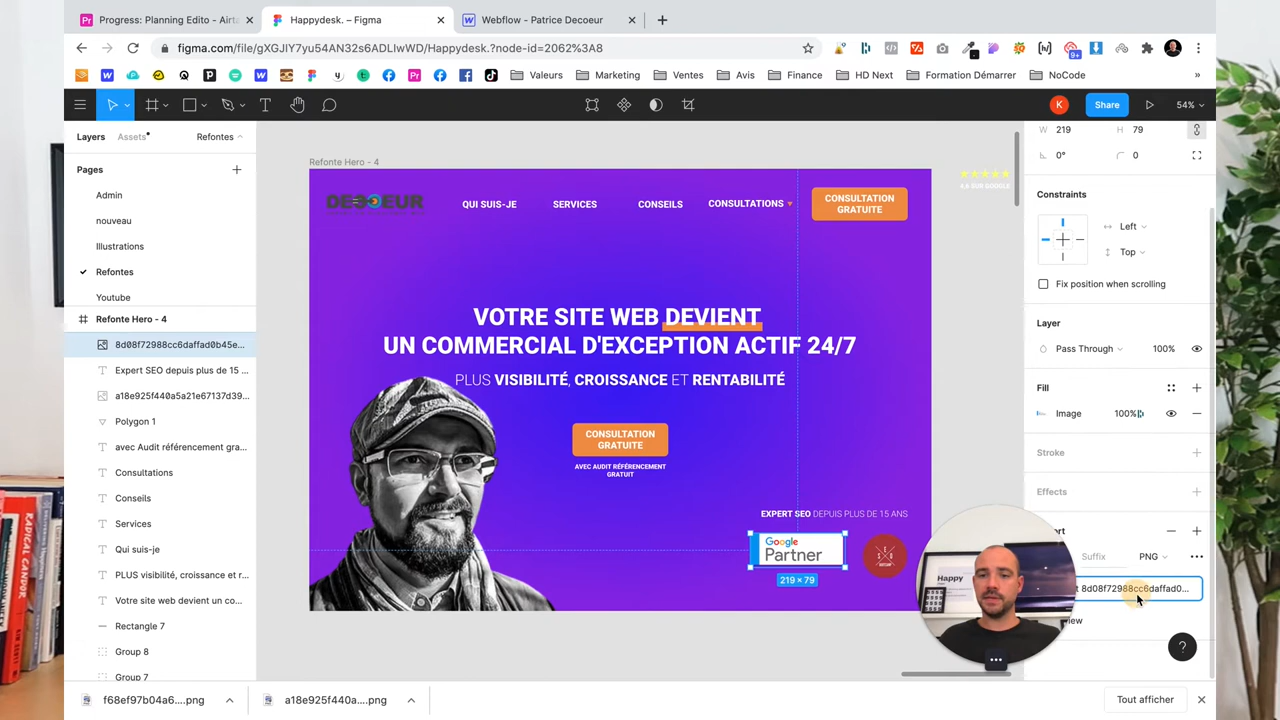 Progress: Planning Edito - Airta
Happydesk. – Figma
Webflow - Patrice Decoeur
figma.com/file/gXGJIY7yu54AN32s6ADLIwWD/Happydesk.?node-id=2062%3A8
9+
Valeurs
Marketing
Ventes
Avis
Finance
HD Next
Formation Démarrer
NoCode
»
K
Share
54%
Layers
Assets
Refontes
Pages
Admin
nouveau
Illustrations
Refontes
Youtube
Refonte Hero - 4
8d08f72988cc6daffad0b45e...
Expert SEO depuis plus de 15 ...
a18e925f440a5a21e67137d39...
Polygon 1
avec Audit référencement gra...
Consultations
Conseils
Services
Qui suis-je
PLUS visibilité, croissance et r...
Votre site web devient un co...
Rectangle 7
Group 8
Group 7
Refonte Hero - 4
DECOEUR
QUI SUIS-JE
SERVICES
CONSEILS
CONSULTATIONS
CONSULTATION
GRATUITE
VOTRE SITE WEB DEVIENT
UN COMMERCIAL D'EXCEPTION ACTIF 24/7
PLUS VISIBILITÉ, CROISSANCE ET RENTABILITÉ
CONSULTATION
GRATUITE
AVEC AUDIT RÉFÉRENCEMENT
GRATUIT
EXPERT SEO DEPUIS PLUS DE 15 ANS
Google
Partner
219 × 79
W 219
H 79
0°
0
Constraints
Left
Top
Fix position when scrolling
Layer
Pass Through
100%
Fill
Image
100%
Stroke
Effects
Suffix
PNG
8d08f72988cc6daffad0...
Happy
?
f68ef97b04a6....png
a18e925f440a....png
Tout afficher
RADICAL CANDOR